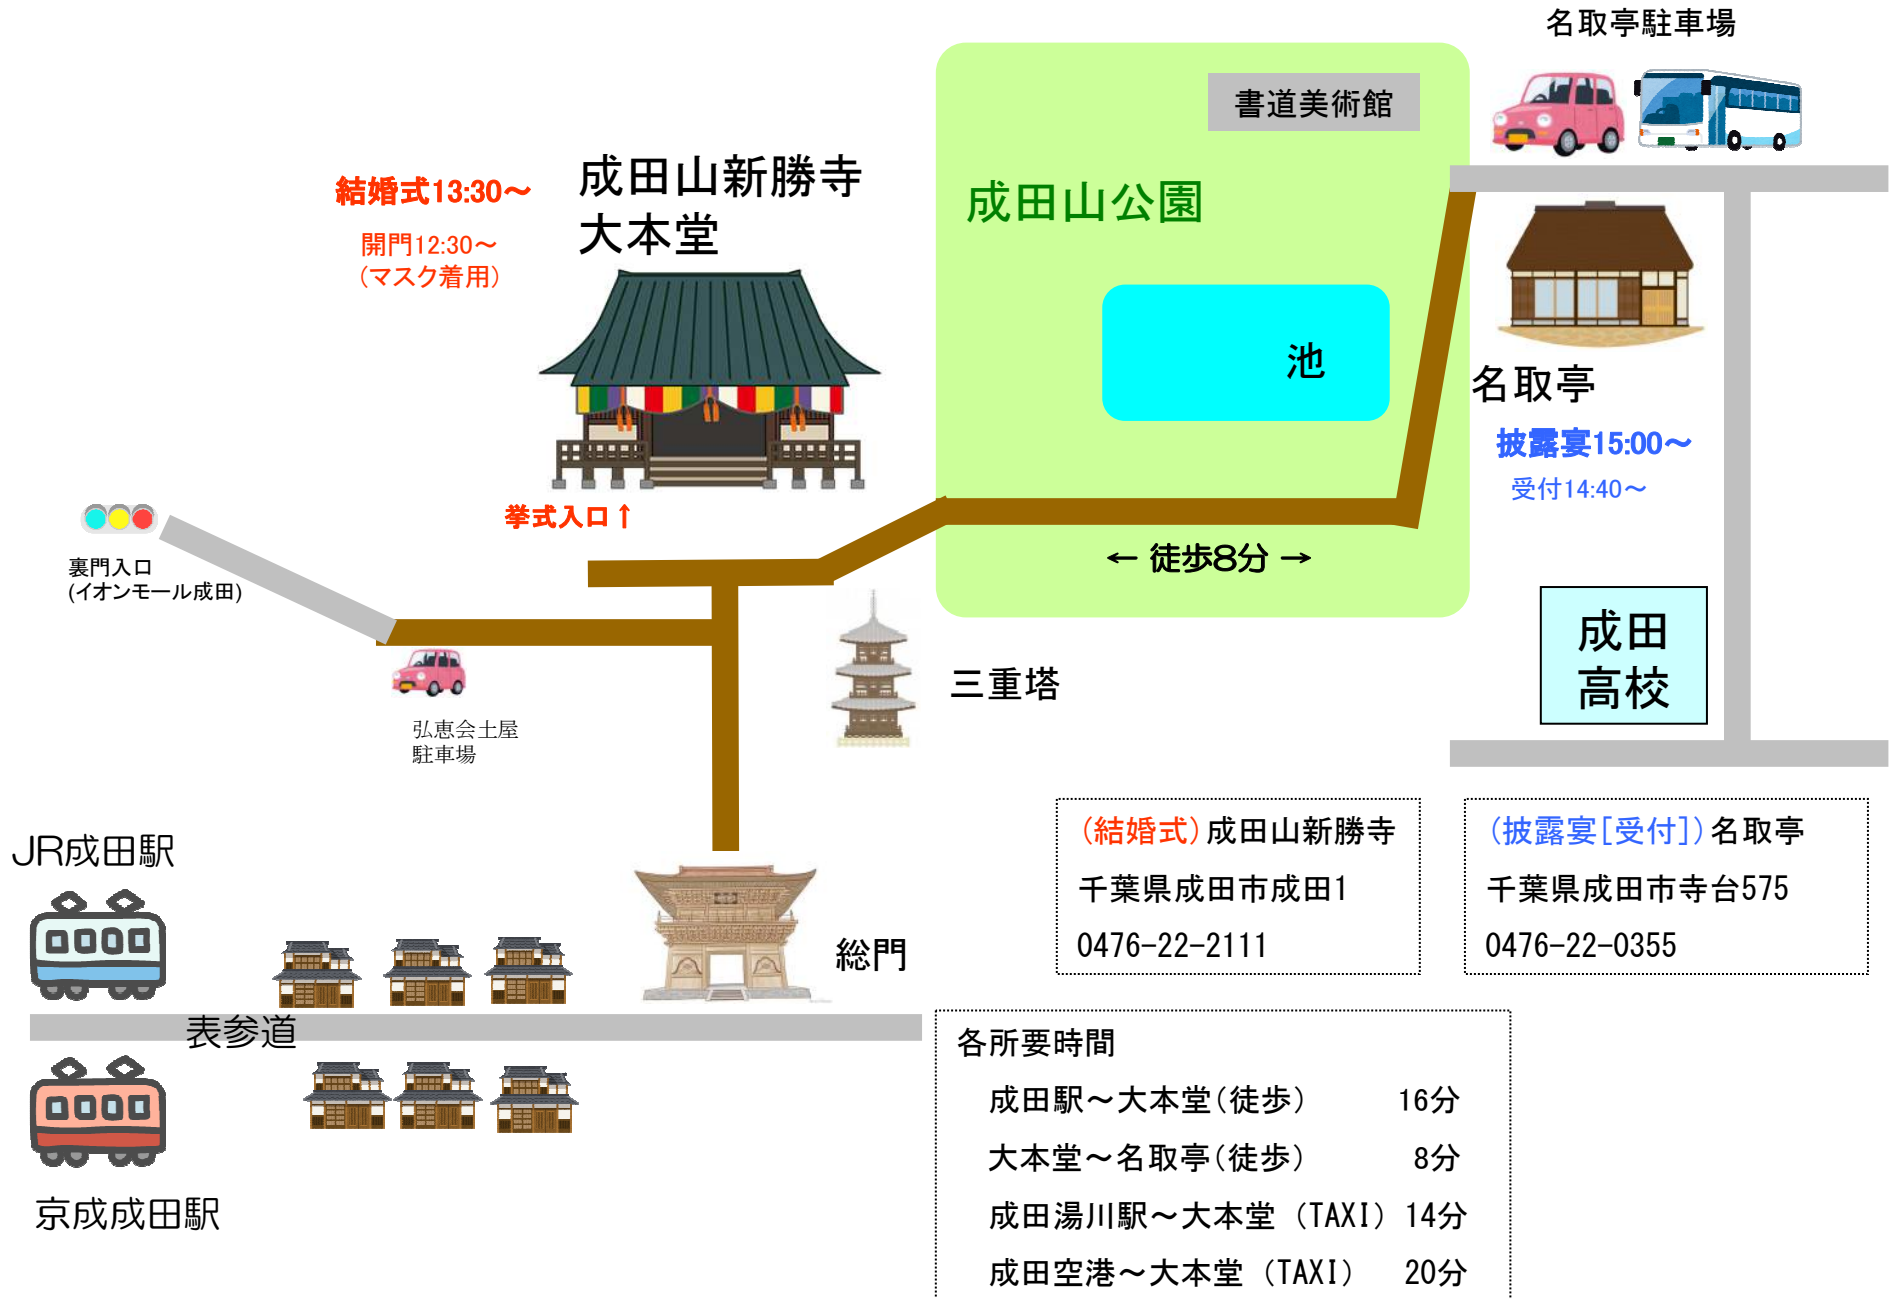 名取亭駐車場
書道美術館
結婚式13:30～
成田山新勝寺
大本堂
開門12:30～
（マスク着用）
成田山公園
池
名取亭
披露宴15:00～
受付14:40～
挙式入口↑
← 徒歩8分 →
裏門入口
(イオンモール成田)
成田
高校
三重塔
弘恵会土屋
駐車場
JR成田駅
総門
表参道
京成成田駅
（結婚式）成田山新勝寺
千葉県成田市成田1
0476-22-2111
（披露宴[受付]）名取亭
千葉県成田市寺台575
0476-22-0355
各所要時間
成田駅～大本堂（徒歩） 16分
大本堂～名取亭（徒歩） 8分
成田湯川駅～大本堂（TAXI） 14分
成田空港～大本堂（TAXI） 20分